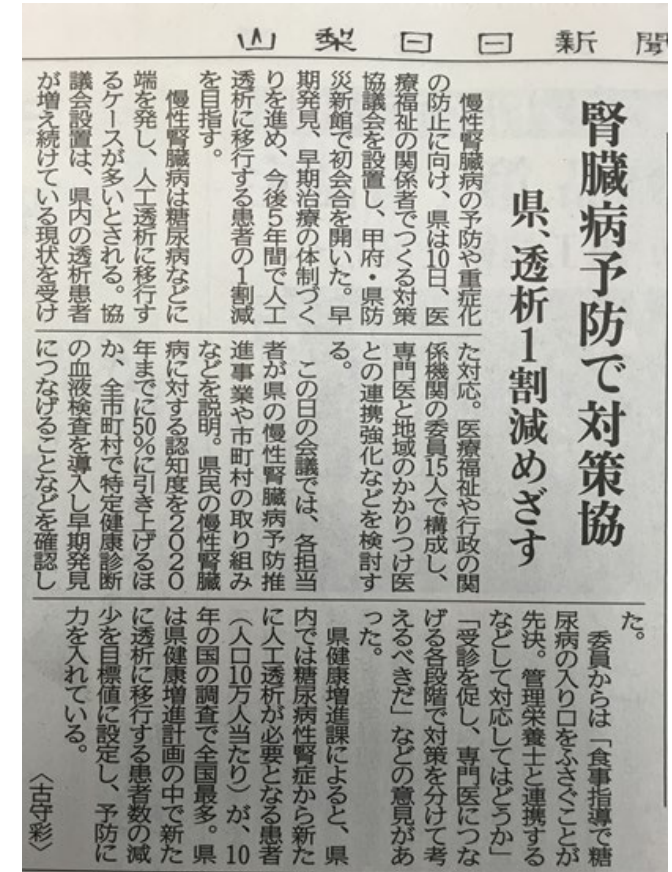 山梨日日新聞
腎臓病予防で対策協
県、透析1割減めざす
慢性腎臓病の予防や重症化
の防止に向け、県は10日、医
療福祉の関係者でつくる対策
協議会を設置し、甲府・県防
災新館で初会合を開いた。早
期発見、早期治療の体制づく
りを進め、今後5年間で人工
透析に移行する患者の1割減
を目指す。
慢性腎臓病は糖尿病などに
端を発し、人工透析に移行す
るケースが多いとされる。協
議会設置は、県内の透析患者
が増え続けている現状を受け
た対応。医療福祉や行政の関
係機関の委員15人で構成し、
専門医と地域のかかりつけ医
との連携強化などを検討す
る。
この日の会議では、各担当
者が県の慢性腎臓病予防推
進事業や市町村の取り組み
などを説明。県民の慢性腎臓
病に対する認知度を2020
年までに50%に引き上げるほ
か、全市町村で特定健康診断
の血液検査を導入し早期発見
につなげることなどを確認し
た。
委員からは「食事指導で糖
尿病の入り口をふさぐことが
先決。管理栄養士と連携する
などして対応してはどうか」
「受診を促し、専門医につな
げる各段階で対策を分けて考
えるべきだ」などの意見があ
った。
県健康増進課によると、県
内では糖尿病性腎症から新た
に人工透析が必要となる患者
(人口10万人当たり)が、10
年の国の調査で全国最多。県
は県健康増進計画の中で新た
に透析に移行する患者数の減
少を目標値に設定し、予防に
力を入れている。
〈古守彩〉